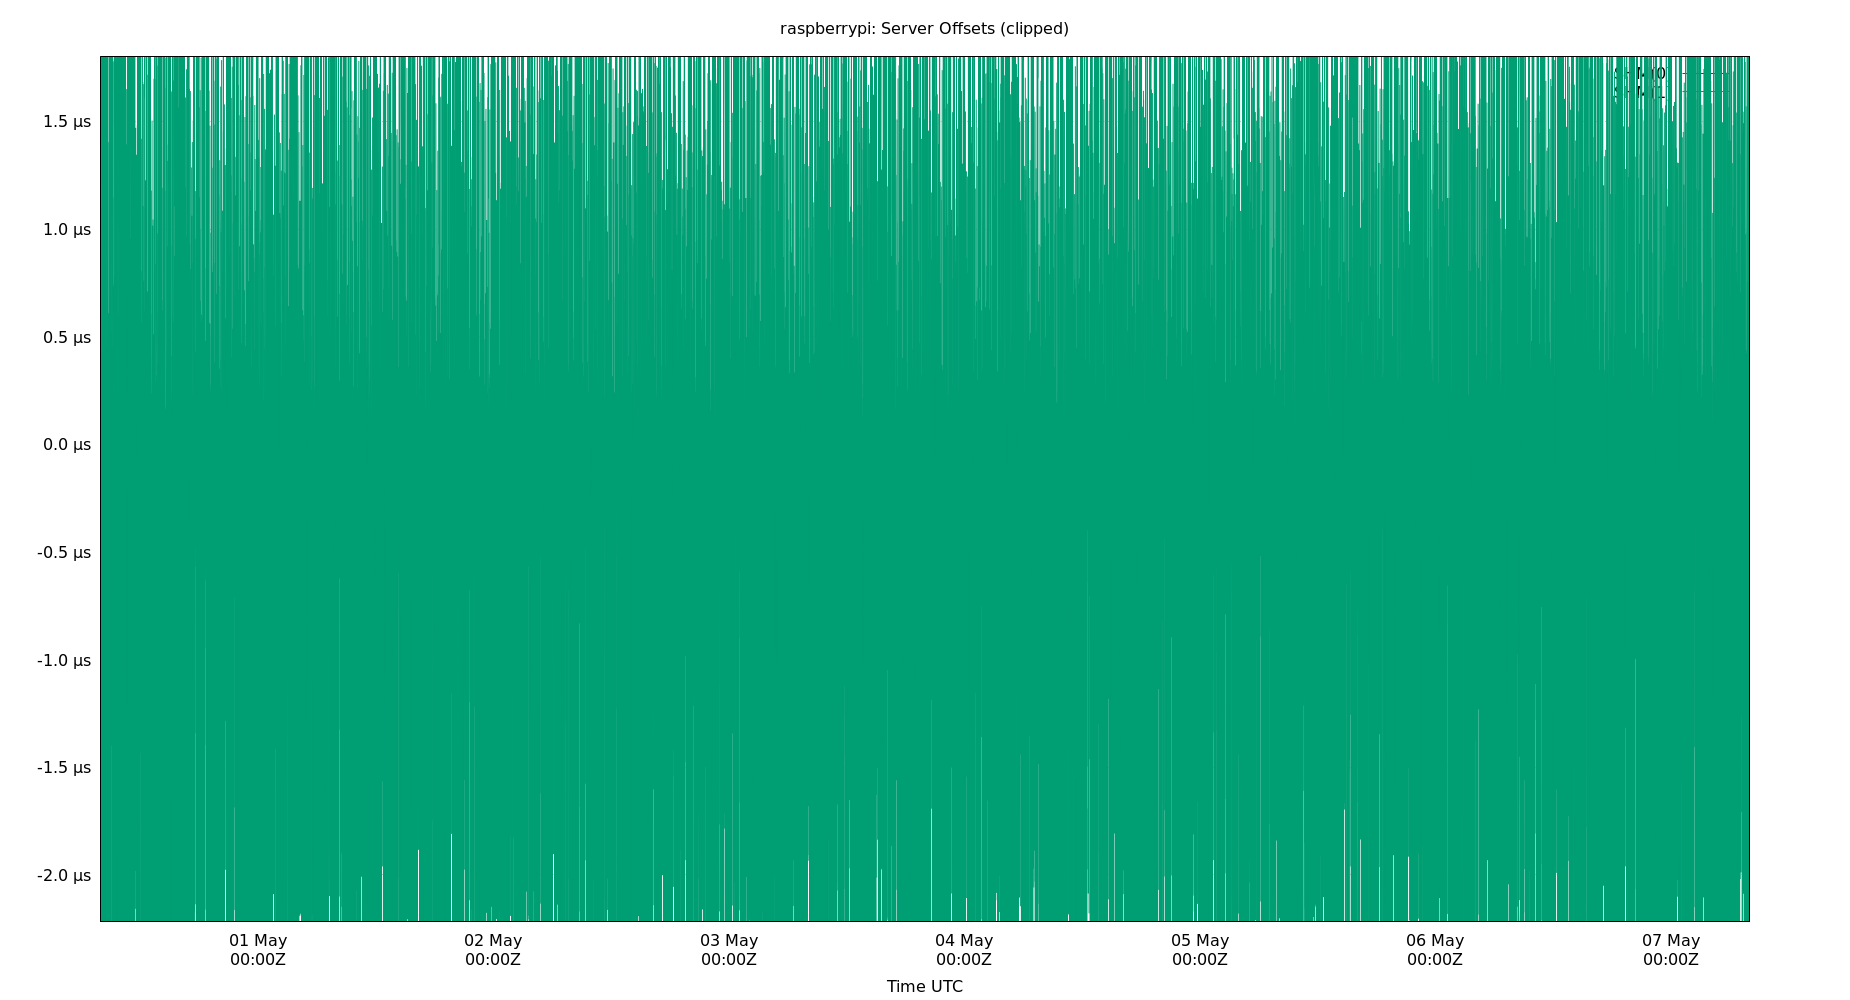 raspberrypi: Server Offsets (clipped)
1.5 µs
1.0 µs
0.5 µs
0.0 µs
-0.5 µs
-1.0 µs
-1.5 µs
-2.0 µs
01 May 02 May 03 May 04 May 05 May 06 May 07 May
00:00Z 00:00Z 00:00Z 00:00Z 00:00Z 00:00Z 00:00Z
Time UTC